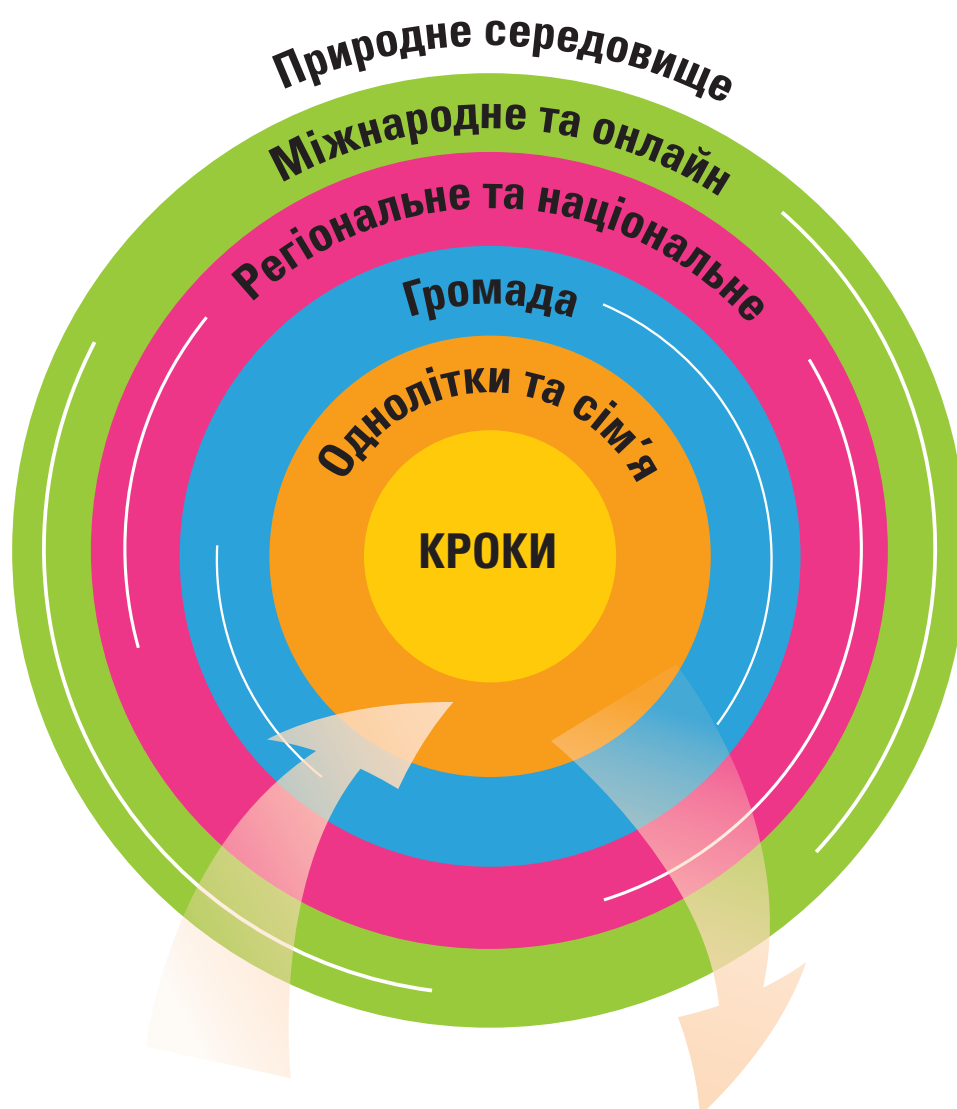 Природне середовище
Міжнародне та онлайн
Регіональне та національне
Громада
Однолітки та сім'я
КРОКИ